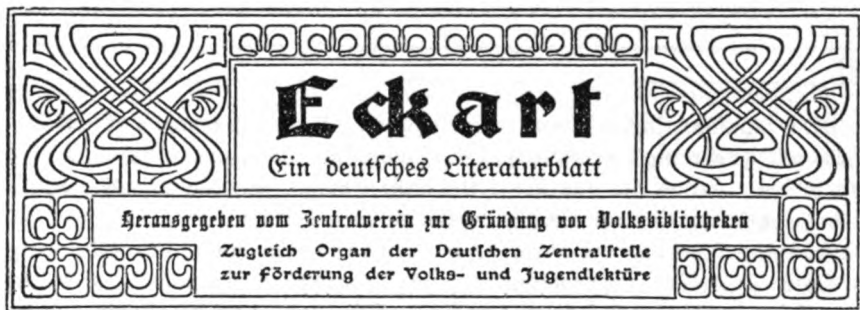 Eckart
Ein deutſches Literaturblatt
Herausgegeben vom Zentralverein zur Gründung von Volksbibliotheken
Zugleich Organ der Deutſchen Zentralſtelle
zur Förderung der Volks- und Jugendlektüre